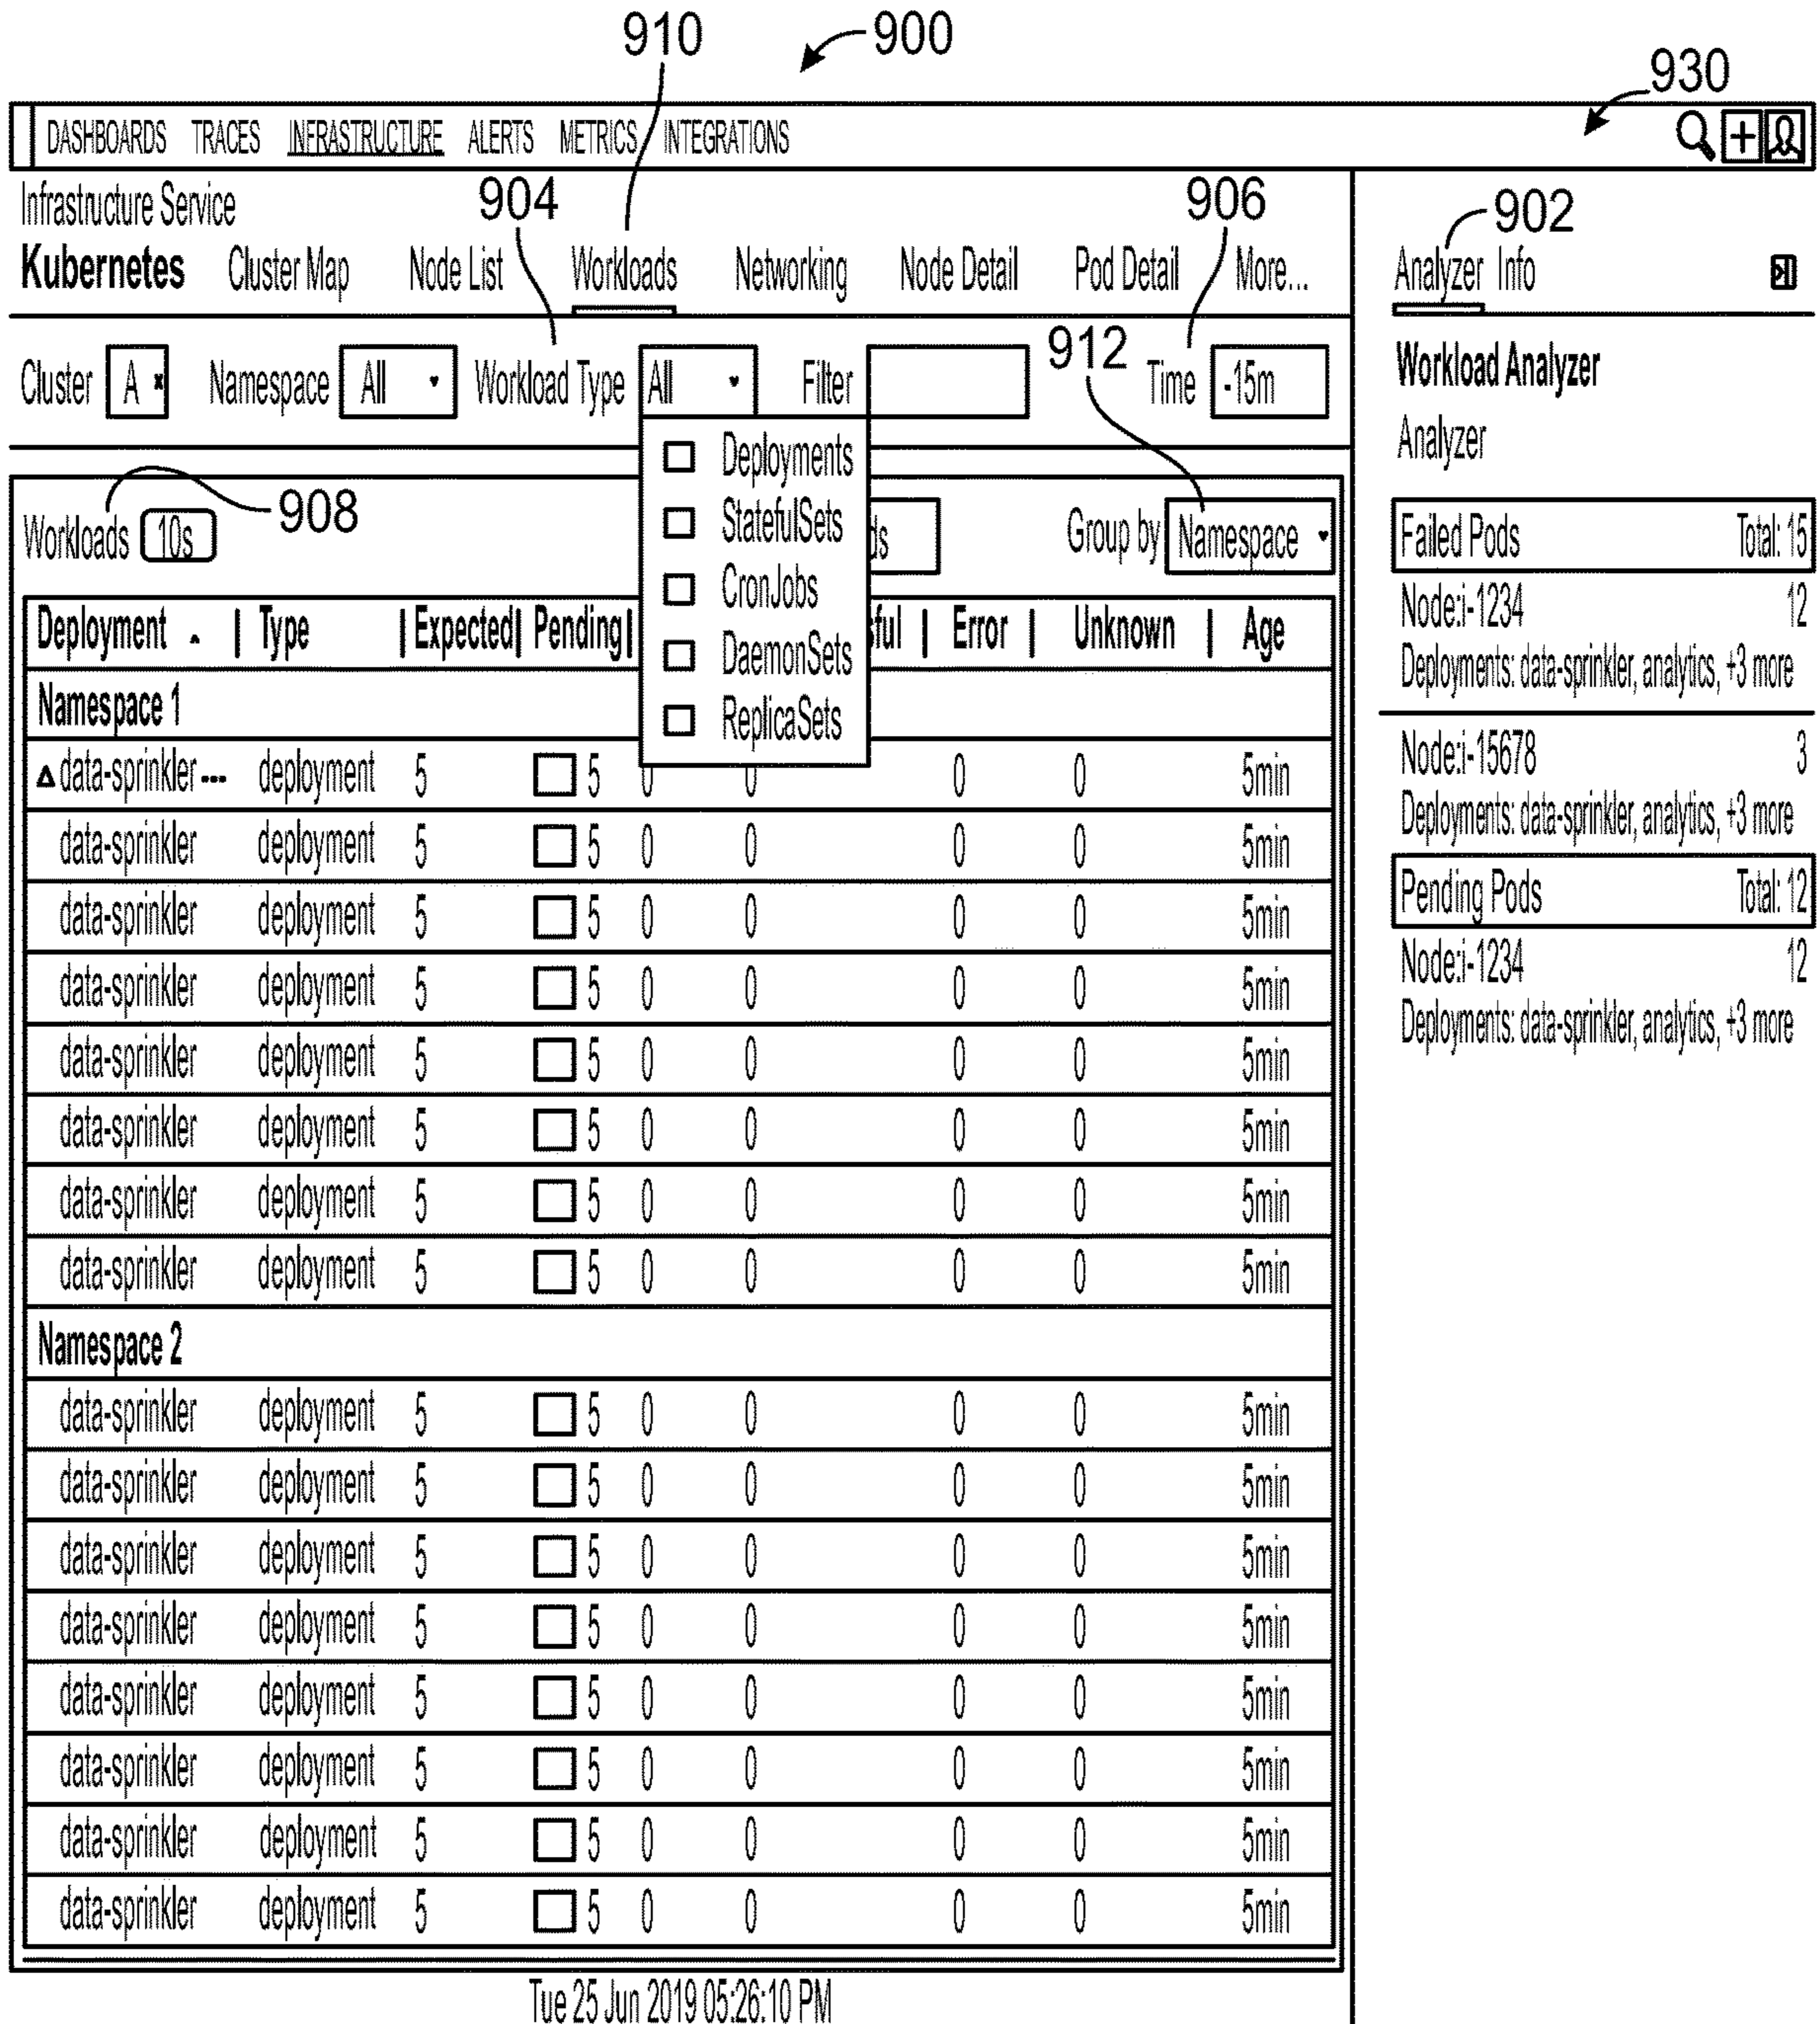 910 900 930
DASHBOARDS TRACES INFRASTRUCTURE ALERTS METRICS INTEGRATIONS
Infrastructure Service 904 906 902
Kubernetes Cluster Map Node List Workloads Networking Node Detail Pod Detail More... Analyzer Info
Cluster A Namespace All Workload Type All Filter 912 Time -15m
Workload Analyzer
Analyzer
Deployments
StatefulSets
CronJobs
DaemonSets
ReplicaSets
Workloads 10s 908 ds Group by Namespace
Deployment | Type | Expected | Pending | sful | Error | Unknown | Age
Namespace 1
data-sprinkler --- deployment 5 5 0 0 0 0 5min
data-sprinkler deployment 5 5 0 0 0 0 5min
data-sprinkler deployment 5 5 0 0 0 0 5min
data-sprinkler deployment 5 5 0 0 0 0 5min
data-sprinkler deployment 5 5 0 0 0 0 5min
data-sprinkler deployment 5 5 0 0 0 0 5min
data-sprinkler deployment 5 5 0 0 0 0 5min
data-sprinkler deployment 5 5 0 0 0 0 5min
Namespace 2
data-sprinkler deployment 5 5 0 0 0 0 5min
data-sprinkler deployment 5 5 0 0 0 0 5min
data-sprinkler deployment 5 5 0 0 0 0 5min
data-sprinkler deployment 5 5 0 0 0 0 5min
data-sprinkler deployment 5 5 0 0 0 0 5min
data-sprinkler deployment 5 5 0 0 0 0 5min
data-sprinkler deployment 5 5 0 0 0 0 5min
data-sprinkler deployment 5 5 0 0 0 0 5min
Tue 25 Jun 2019 05:26:10 PM
Failed Pods Total: 15
Node:i-1234 12
Deployments: data-sprinkler, analytics, +3 more
Node:i-15678 3
Deployments: data-sprinkler, analytics, +3 more
Pending Pods Total: 12
Node:i-1234 12
Deployments: data-sprinkler, analytics, +3 more